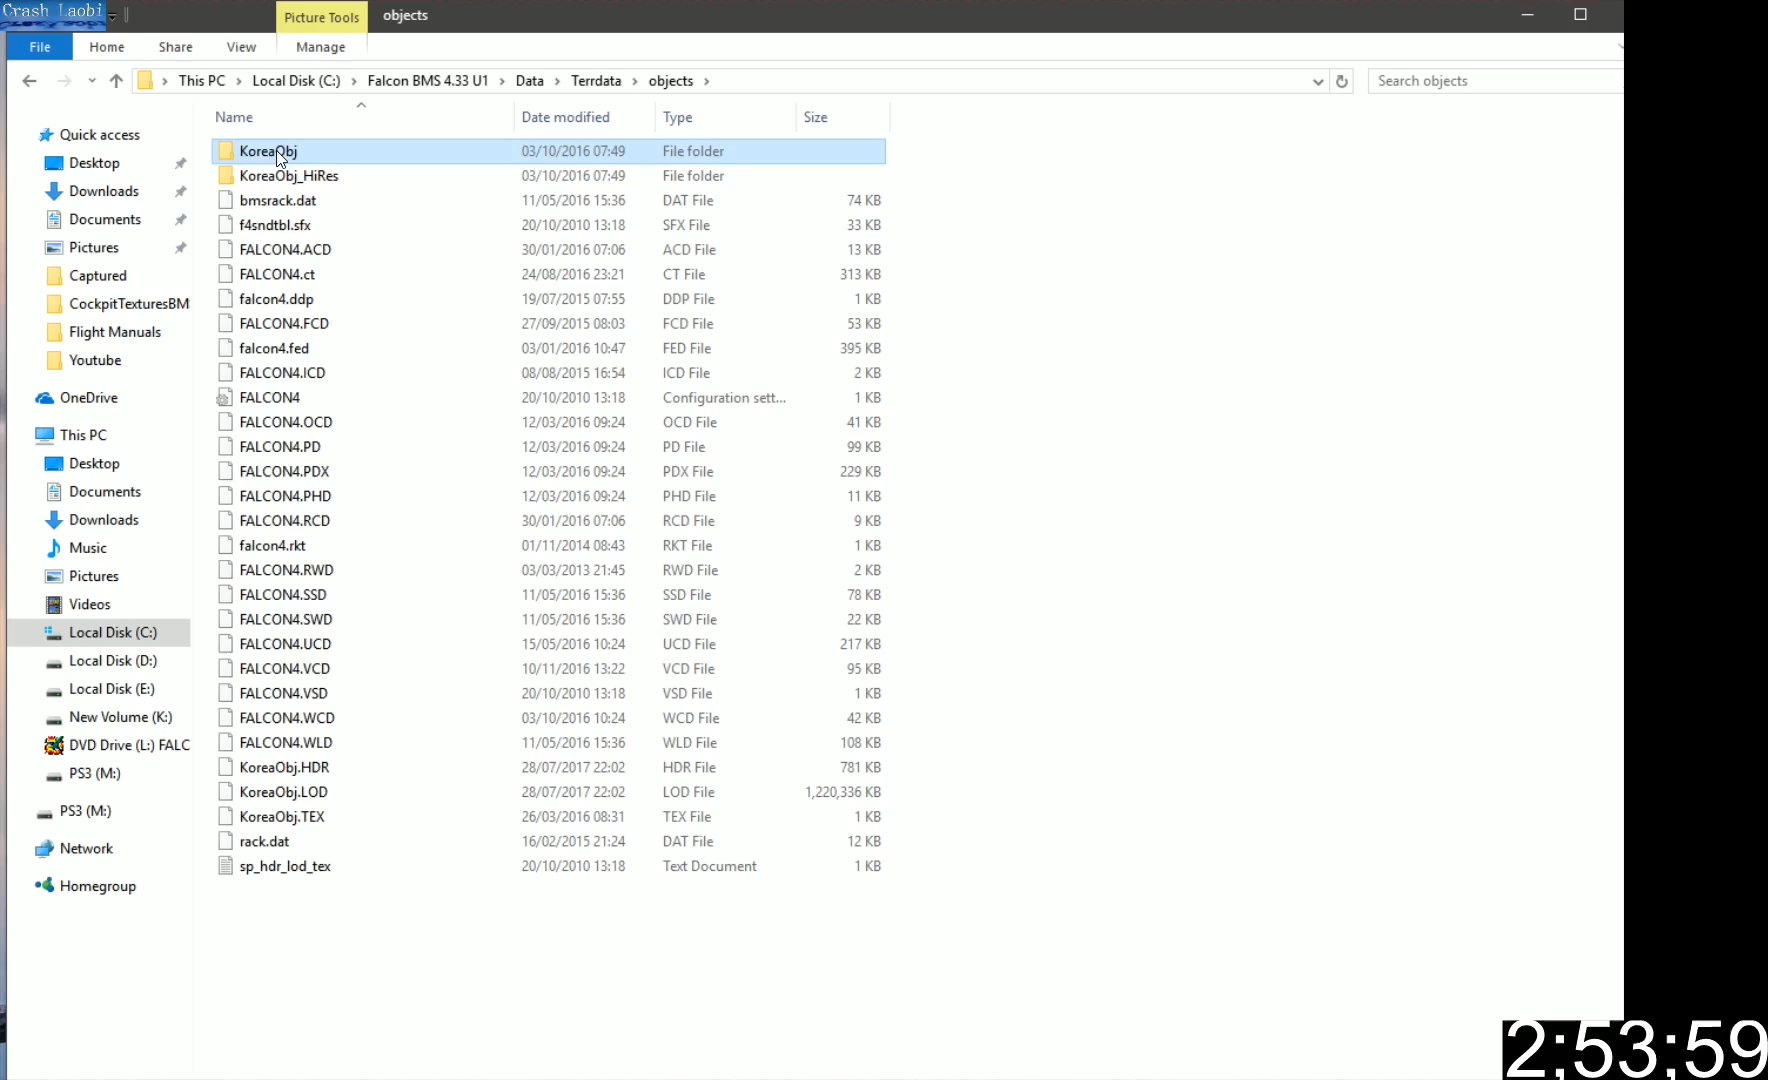 Crash Laobi
Picture Tools
objects
File
Home
Share
View
Manage
This PC
Local Disk (C:)
Falcon BMS 4.33 U1
Data
Terrdata
objects
Search objects
Name
Date modified
Type
Size
Quick access
Desktop
Downloads
Documents
Pictures
Captured
CockpitTexturesBM
Flight Manuals
Youtube
OneDrive
This PC
Desktop
Documents
Downloads
Music
Pictures
Videos
Local Disk (C:)
Local Disk (D:)
Local Disk (E:)
New Volume (K:)
DVD Drive (L:) FALC
PS3 (M:)
PS3 (M:)
Network
Homegroup
KoreaObj 03/10/2016 07:49 File folder
KoreaObj_HiRes 03/10/2016 07:49 File folder
bmsrack.dat 11/05/2016 15:36 DAT File 74 KB
f4sndtbl.sfx 20/10/2010 13:18 SFX File 33 KB
FALCON4.ACD 30/01/2016 07:06 ACD File 13 KB
FALCON4.ct 24/08/2016 23:21 CT File 313 KB
falcon4.ddp 19/07/2015 07:55 DDP File 1 KB
FALCON4.FCD 27/09/2015 08:03 FCD File 53 KB
falcon4.fed 03/01/2016 10:47 FED File 395 KB
FALCON4.ICD 08/08/2015 16:54 ICD File 2 KB
FALCON4 20/10/2010 13:18 Configuration sett... 1 KB
FALCON4.OCD 12/03/2016 09:24 OCD File 41 KB
FALCON4.PD 12/03/2016 09:24 PD File 99 KB
FALCON4.PDX 12/03/2016 09:24 PDX File 229 KB
FALCON4.PHD 12/03/2016 09:24 PHD File 11 KB
FALCON4.RCD 30/01/2016 07:06 RCD File 9 KB
falcon4.rkt 01/11/2014 08:43 RKT File 1 KB
FALCON4.RWD 03/03/2013 21:45 RWD File 2 KB
FALCON4.SSD 11/05/2016 15:36 SSD File 78 KB
FALCON4.SWD 11/05/2016 15:36 SWD File 22 KB
FALCON4.UCD 15/05/2016 10:24 UCD File 217 KB
FALCON4.VCD 10/11/2016 13:22 VCD File 95 KB
FALCON4.VSD 20/10/2010 13:18 VSD File 1 KB
FALCON4.WCD 03/10/2016 10:24 WCD File 42 KB
FALCON4.WLD 11/05/2016 15:36 WLD File 108 KB
KoreaObj.HDR 28/07/2017 22:02 HDR File 781 KB
KoreaObj.LOD 28/07/2017 22:02 LOD File 1,220,336 KB
KoreaObj.TEX 26/03/2016 08:31 TEX File 1 KB
rack.dat 16/02/2015 21:24 DAT File 12 KB
sp_hdr_lod_tex 20/10/2010 13:18 Text Document 1 KB
2;53;59